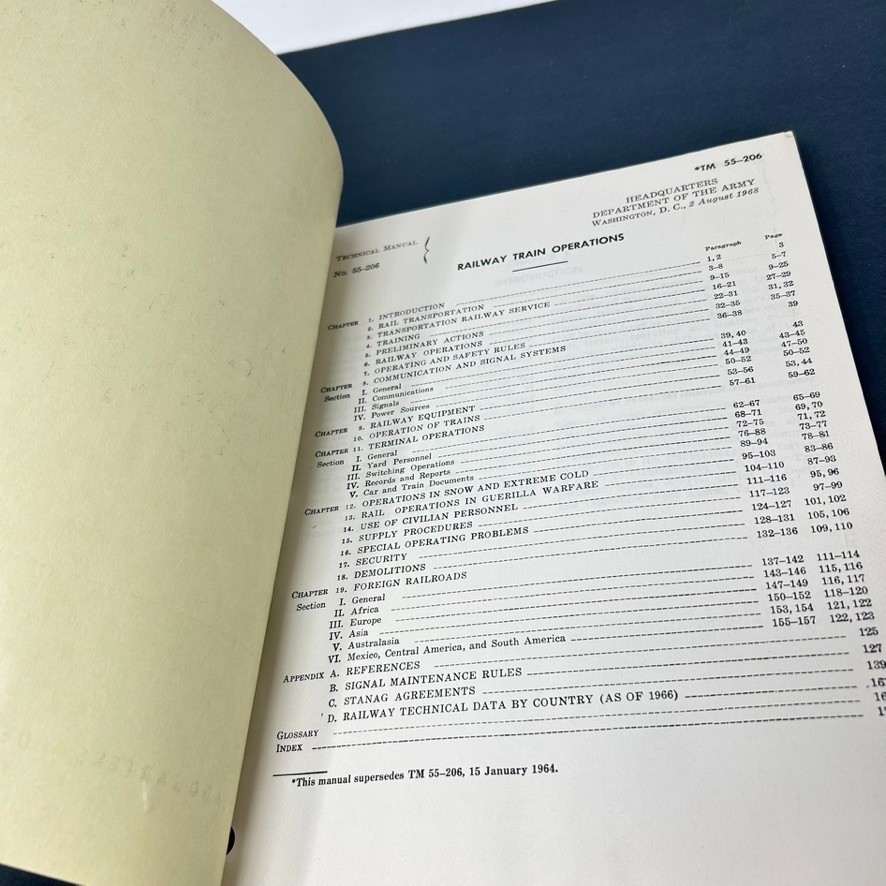 *TM 55–206
HEADQUARTERS
DEPARTMENT OF THE ARMY
WASHINGTON, D. C., 2 August 1968
TECHNICAL MANUAL
No. 55–206
RAILWAY TRAIN OPERATIONS
Paragraph Page
CHAPTER 1. INTRODUCTION 1, 2 3
2. RAIL TRANSPORTATION 3–8 5–7
3. TRANSPORTATION RAILWAY SERVICE 9–15 9–25
4. TRAINING 16–21 27–29
5. PRELIMINARY ACTIONS 22–31 31, 32
6. RAILWAY OPERATIONS 32–35 35–37
7. OPERATING AND SAFETY RULES 36–38 39
CHAPTER 8. COMMUNICATION AND SIGNAL SYSTEMS
Section I. General 39, 40 43
II. Communications 41–43 43–45
III. Signals 44–49 47–50
IV. Power Sources 50–52 50–52
CHAPTER 9. RAILWAY EQUIPMENT 53–56 53, 44
10. OPERATION OF TRAINS 57–61 59–62
CHAPTER 11. TERMINAL OPERATIONS
Section I. General 62–67 65–69
II. Yard Personnel 68–71 69, 70
III. Switching Operations 72–75 71, 72
IV. Records and Reports 76–88 73–77
V. Car and Train Documents 89–94 78–81
CHAPTER 12. OPERATIONS IN SNOW AND EXTREME COLD 95–103 83–86
13. RAIL OPERATIONS IN GUERILLA WARFARE 104–110 87–93
14. USE OF CIVILIAN PERSONNEL 111–116 95, 96
15. SUPPLY PROCEDURES 117–123 97–99
16. SPECIAL OPERATING PROBLEMS 124–127 101, 102
17. SECURITY 128–131 105, 106
18. DEMOLITIONS 132–136 109, 110
CHAPTER 19. FOREIGN RAILROADS
Section I. General 137–142 111–114
II. Africa 143–146 115, 116
III. Europe 147–149 116, 117
IV. Asia 150–152 118–120
V. Australasia 153, 154 121, 122
VI. Mexico, Central America, and South America 155–157 122, 123
APPENDIX A. REFERENCES 125
B. SIGNAL MAINTENANCE RULES 127
C. STANAG AGREEMENTS 139
D. RAILWAY TECHNICAL DATA BY COUNTRY (AS OF 1966)
GLOSSARY
INDEX
*This manual supersedes TM 55–206, 15 January 1964.